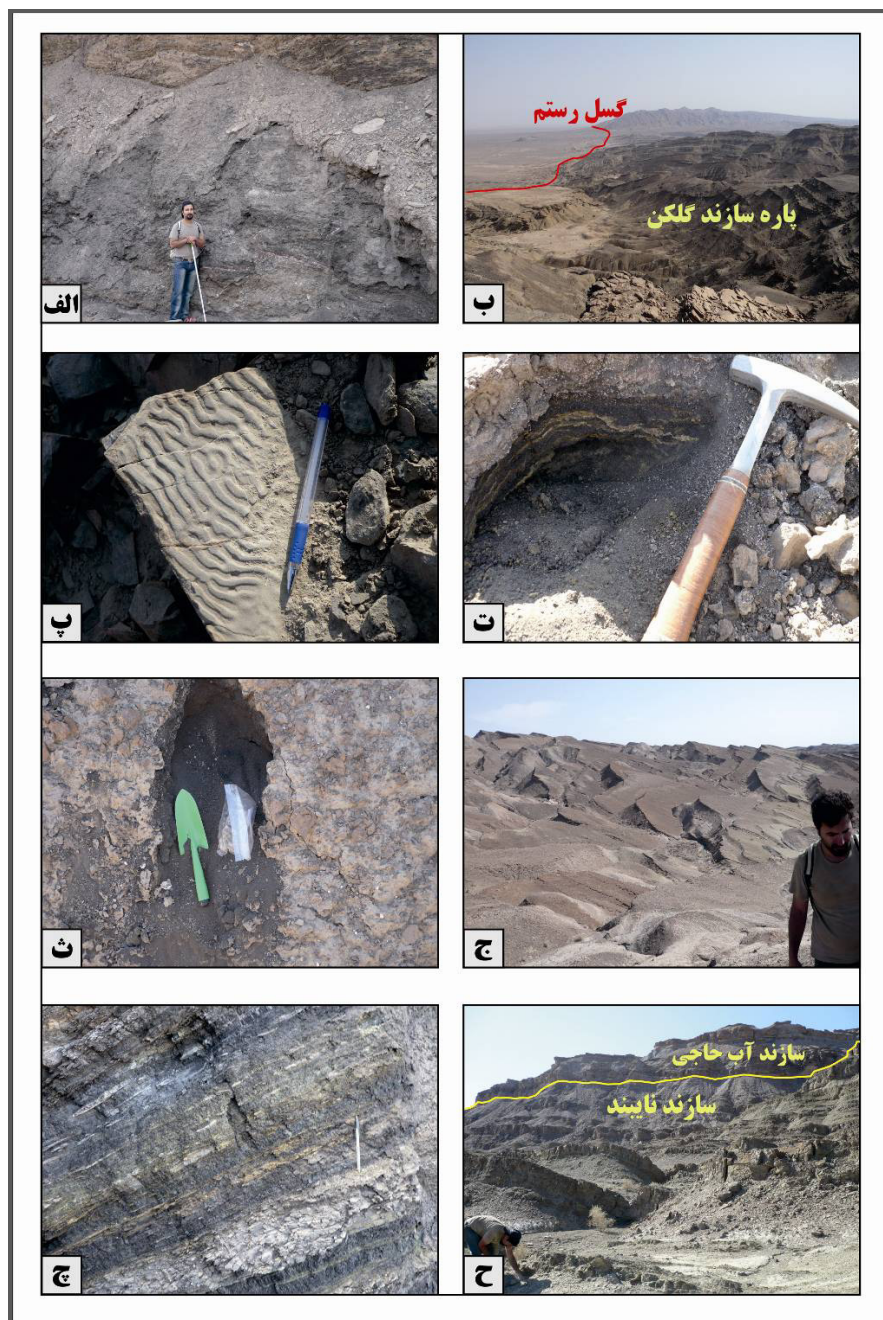 الف
گسل رستم
پاره سازند گلکن
ب
پ
ت
ث
ج
چ
سازند آب حاجی
سازند نایبند
ح